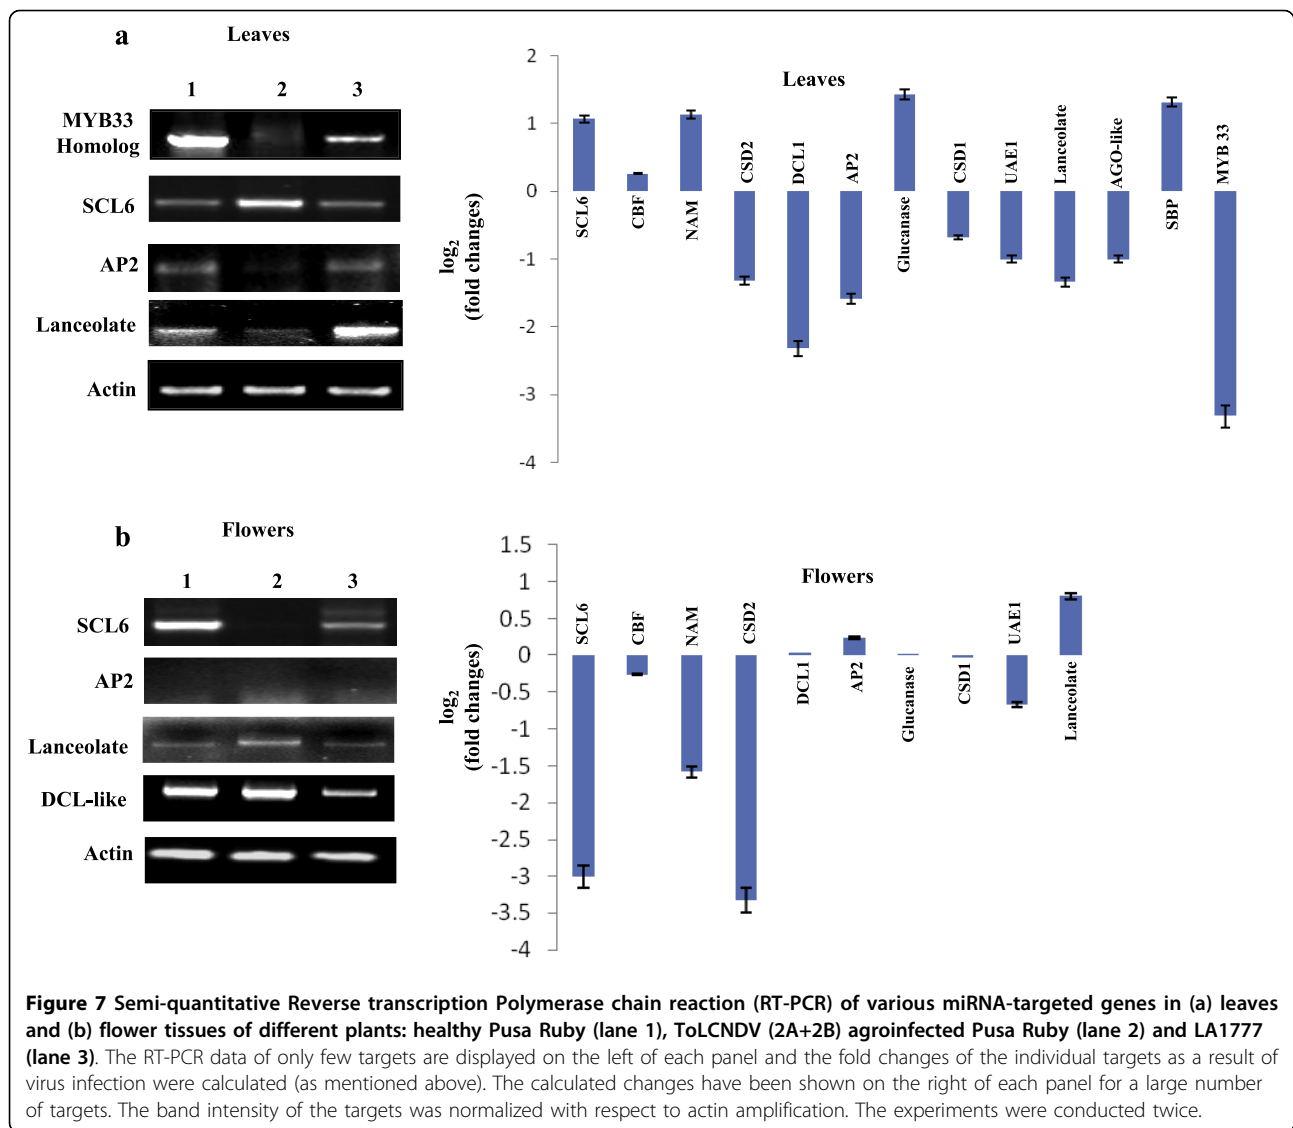 a
Leaves
1 2 3
MYB33
Homolog
SCL6
AP2
Lanceolate
Actin
Leaves
2
1
0
-1
-2
-3
-4
log2
(fold changes)
SCL6
CBF
NAM
CSD2
DCL1
AP2
Glucanase
CSD1
UAE1
Lanceolate
AGO-like
SBP
MYB 33
b
Flowers
1 2 3
SCL6
AP2
Lanceolate
DCL-like
Actin
Flowers
1.5
1
0.5
0
-0.5
-1
-1.5
-2
-2.5
-3
-3.5
-4
log2
(fold changes)
SCL6
CBF
NAM
CSD2
DCL1
AP2
Glucanase
CSD1
UAE1
Lanceolate
Figure 7 Semi-quantitative Reverse transcription Polymerase chain reaction (RT-PCR) of various miRNA-targeted genes in (a) leaves
and (b) flower tissues of different plants: healthy Pusa Ruby (lane 1), ToLCNDV (2A+2B) agroinfected Pusa Ruby (lane 2) and LA1777
(lane 3). The RT-PCR data of only few targets are displayed on the left of each panel and the fold changes of the individual targets as a result of
virus infection were calculated (as mentioned above). The calculated changes have been shown on the right of each panel for a large number
of targets. The band intensity of the targets was normalized with respect to actin amplification. The experiments were conducted twice.